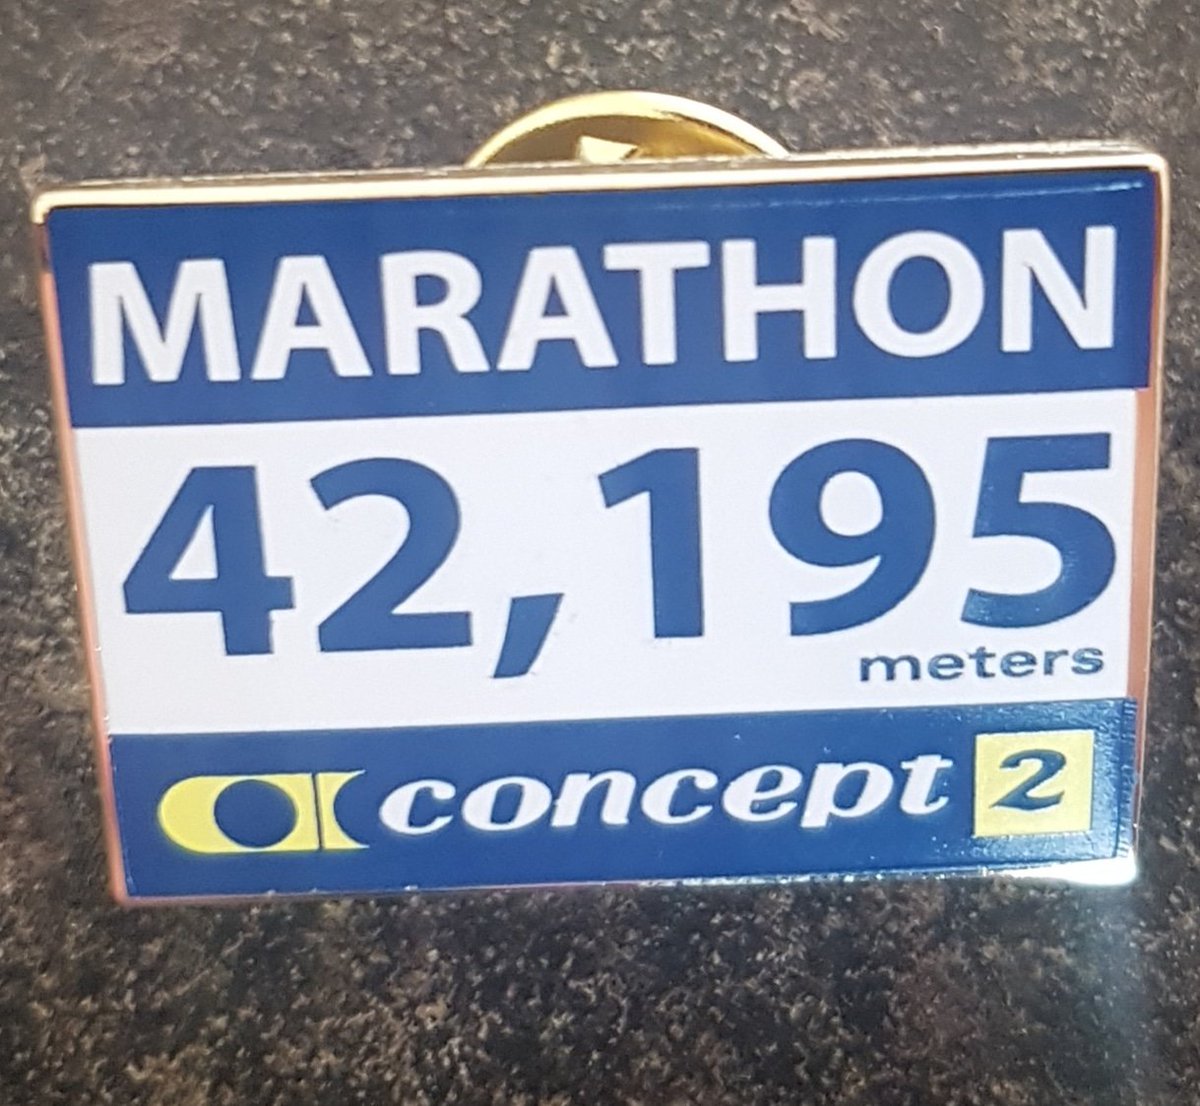 MARATHON
42,195
meters
concept 2